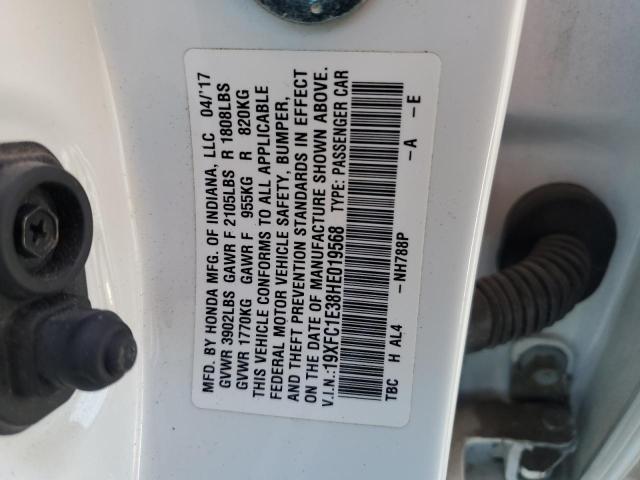 MFD. BY HONDA MFG. OF INDIANA, LLC 04/'17
GVWR 3902LBS GAWR F 2105LBS R 1808LBS
GVWR 1770KG GAWR F 955KG R 820KG
THIS VEHICLE CONFORMS TO ALL APPLICABLE
FEDERAL MOTOR VEHICLE SAFETY, BUMPER,
AND THEFT PREVENTION STANDARDS IN EFFECT
ON THE DATE OF MANUFACTURE SHOWN ABOVE.
V.I.N.:19XFC1E38HE019568 TYPE: PASSENGER CAR
TBC H AL4 -NH788P -A -E